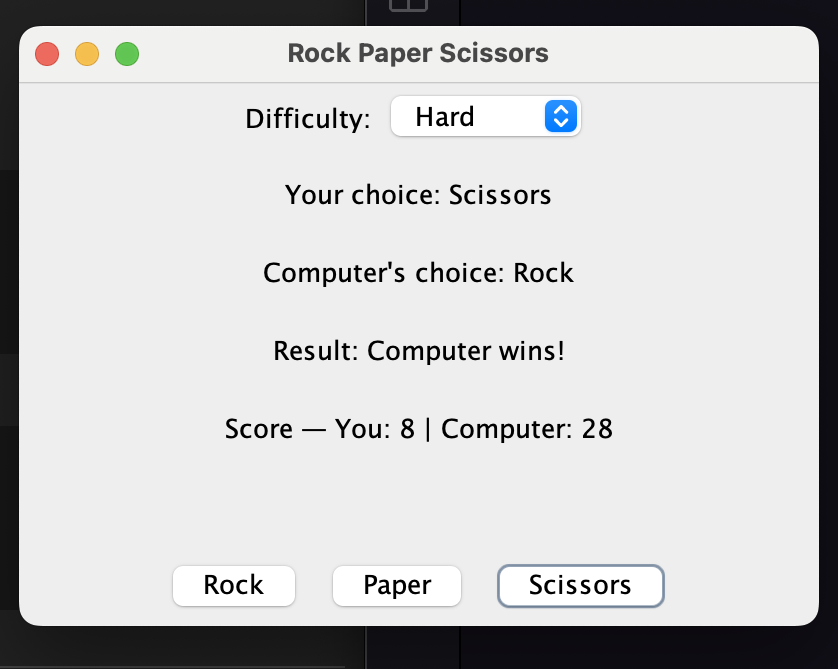 Rock Paper Scissors
Difficulty: Hard
Your choice: Scissors
Computer's choice: Rock
Result: Computer wins!
Score — You: 8 | Computer: 28
Rock Paper Scissors